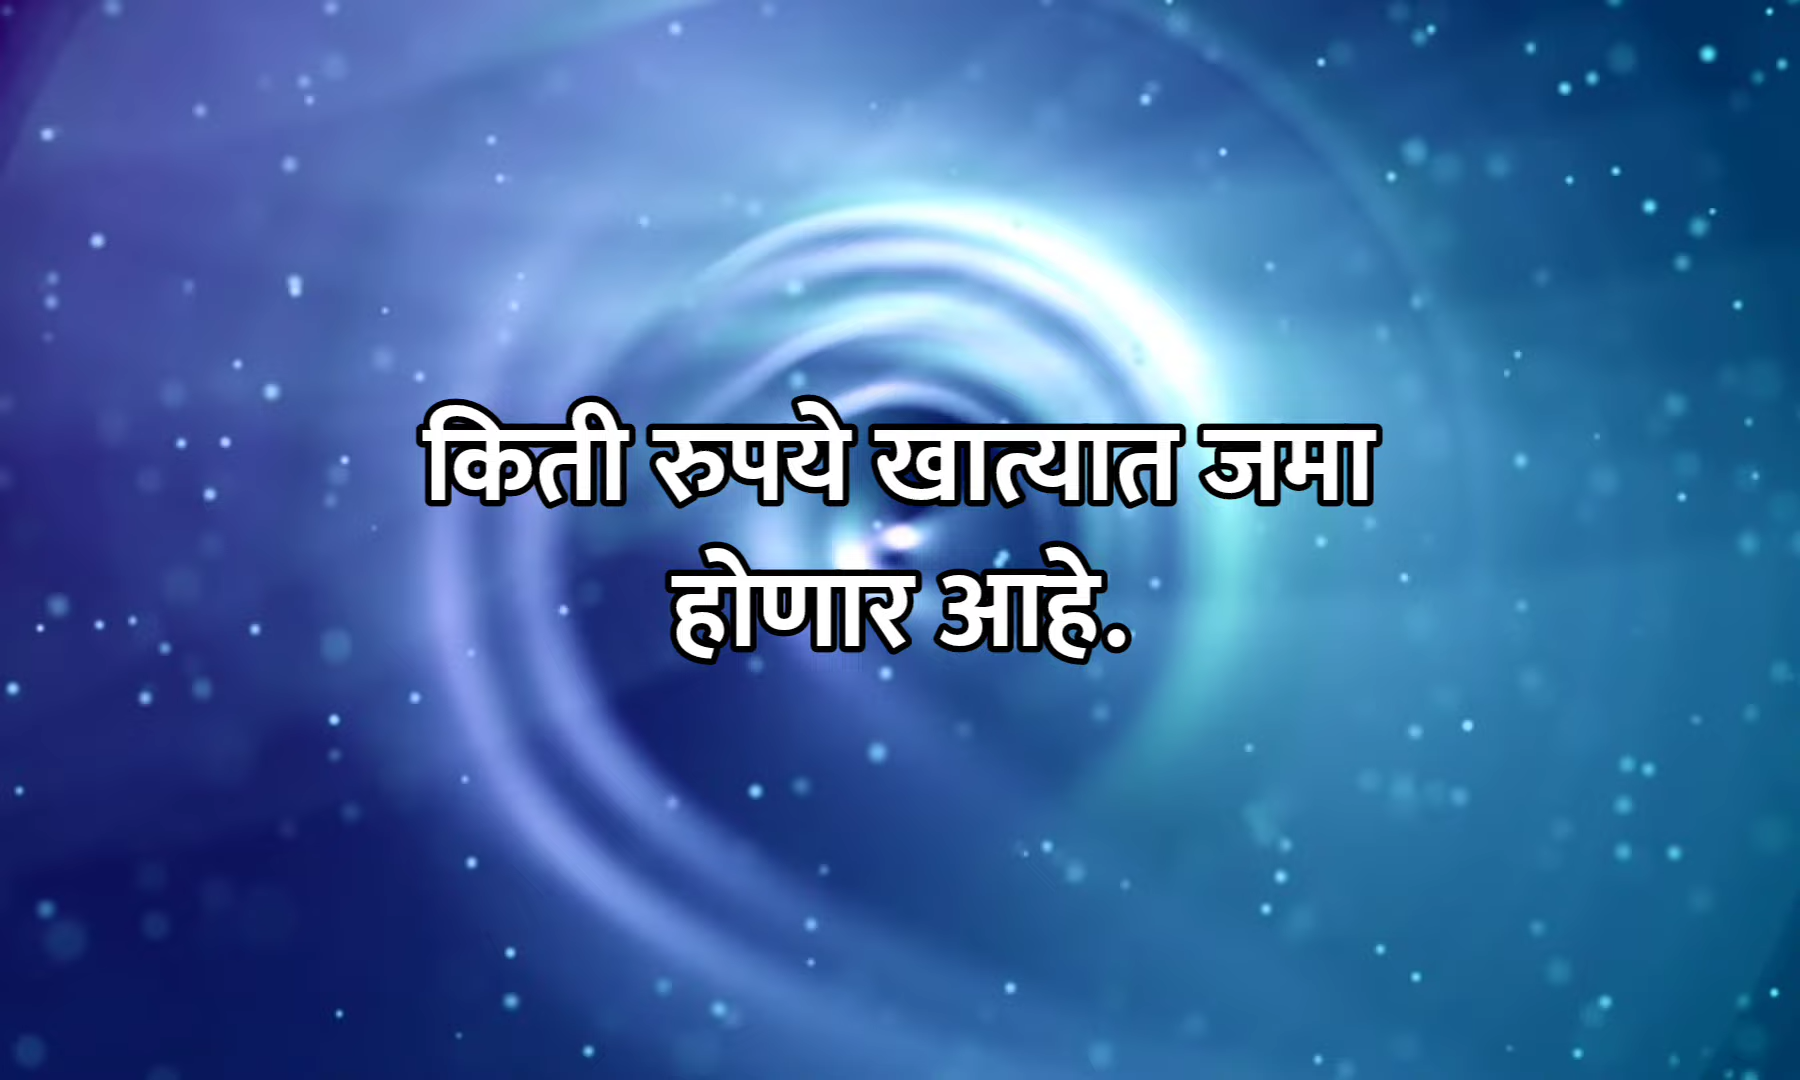 किती रुपये खात्यात जमा
होणार आहे.